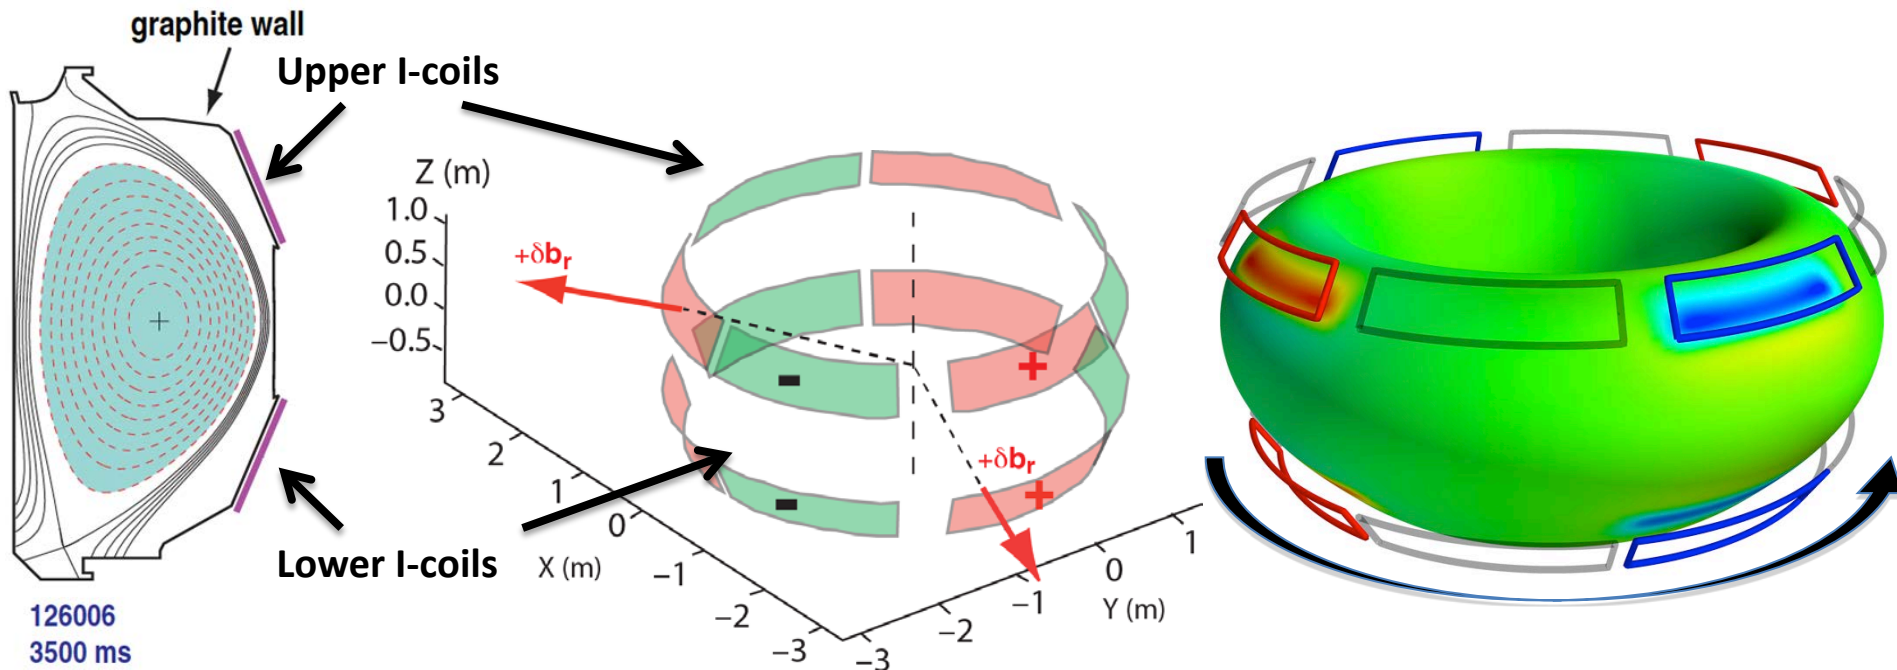 graphite wall
Upper I-coils
Lower I-coils
126006
3500 ms
Z (m)
1.0
0.5
0.0
−0.5
+δbr
-
+
-
+
+δbr
3
2
1
0
−1
−2
−3
X (m)
−3
−2
−1
0
1
Y (m)